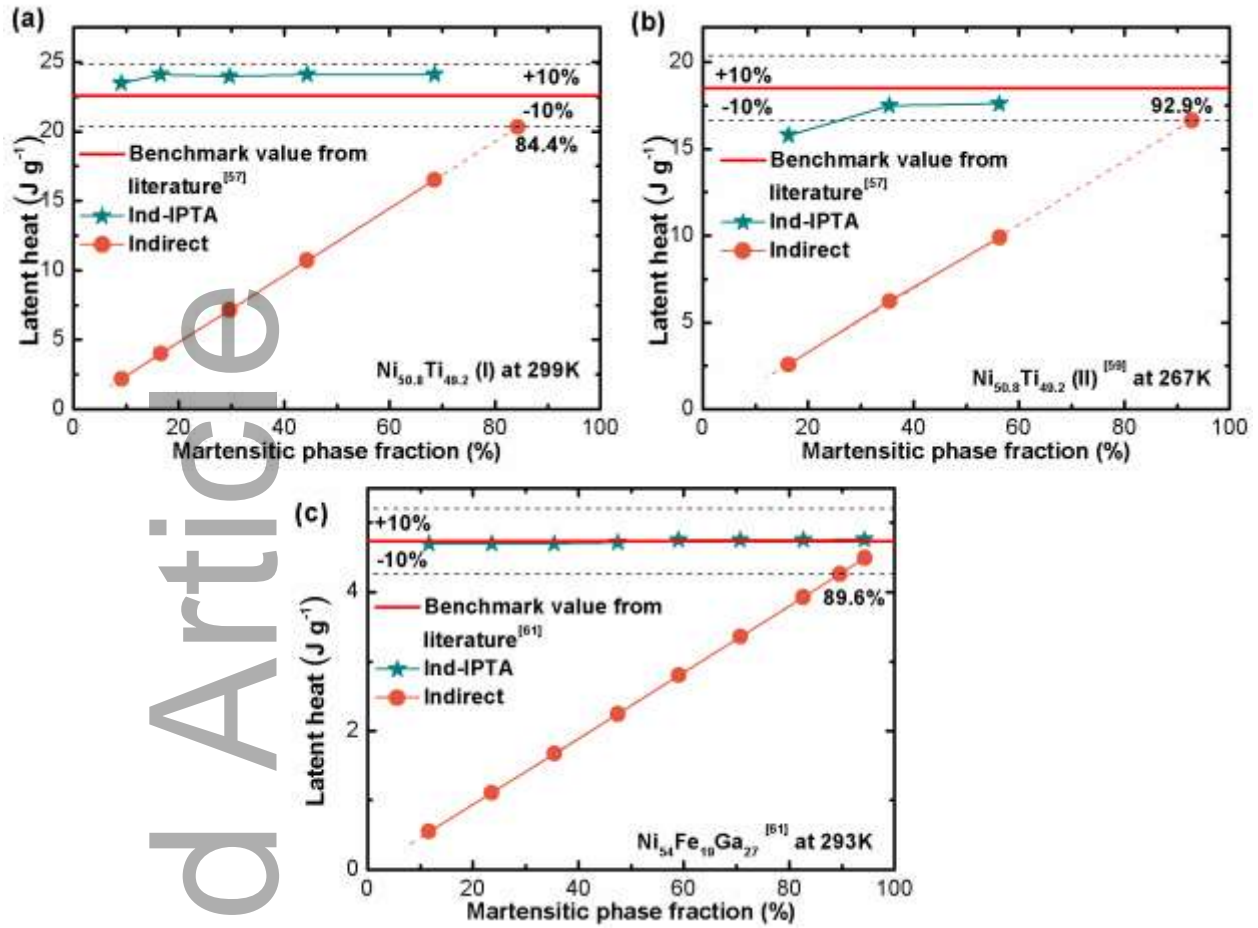 (a)
25
20
15
10
5
0
Latent heat (J g⁻¹)
+10%
-10%
84.4%
Benchmark value from
literature[57]
Ind-IPTA
Indirect
Ni50.8Ti49.2 (I) at 299K
0 20 40 60 80 100
Martensitic phase fraction (%)
(b)
20
15
10
5
0
Latent heat (J g⁻¹)
+10%
-10%
92.9%
Benchmark value from
literature[57]
Ind-IPTA
Indirect
Ni50.8Ti49.2 (II) [59] at 267K
0 20 40 60 80 100
Martensitic phase fraction (%)
(c)
4
2
0
Latent heat (J g⁻¹)
+10%
-10%
89.6%
Benchmark value from
literature[61]
Ind-IPTA
Indirect
Ni54Fe19Ga27 [61] at 293K
0 20 40 60 80 100
Martensitic phase fraction (%)
d Article